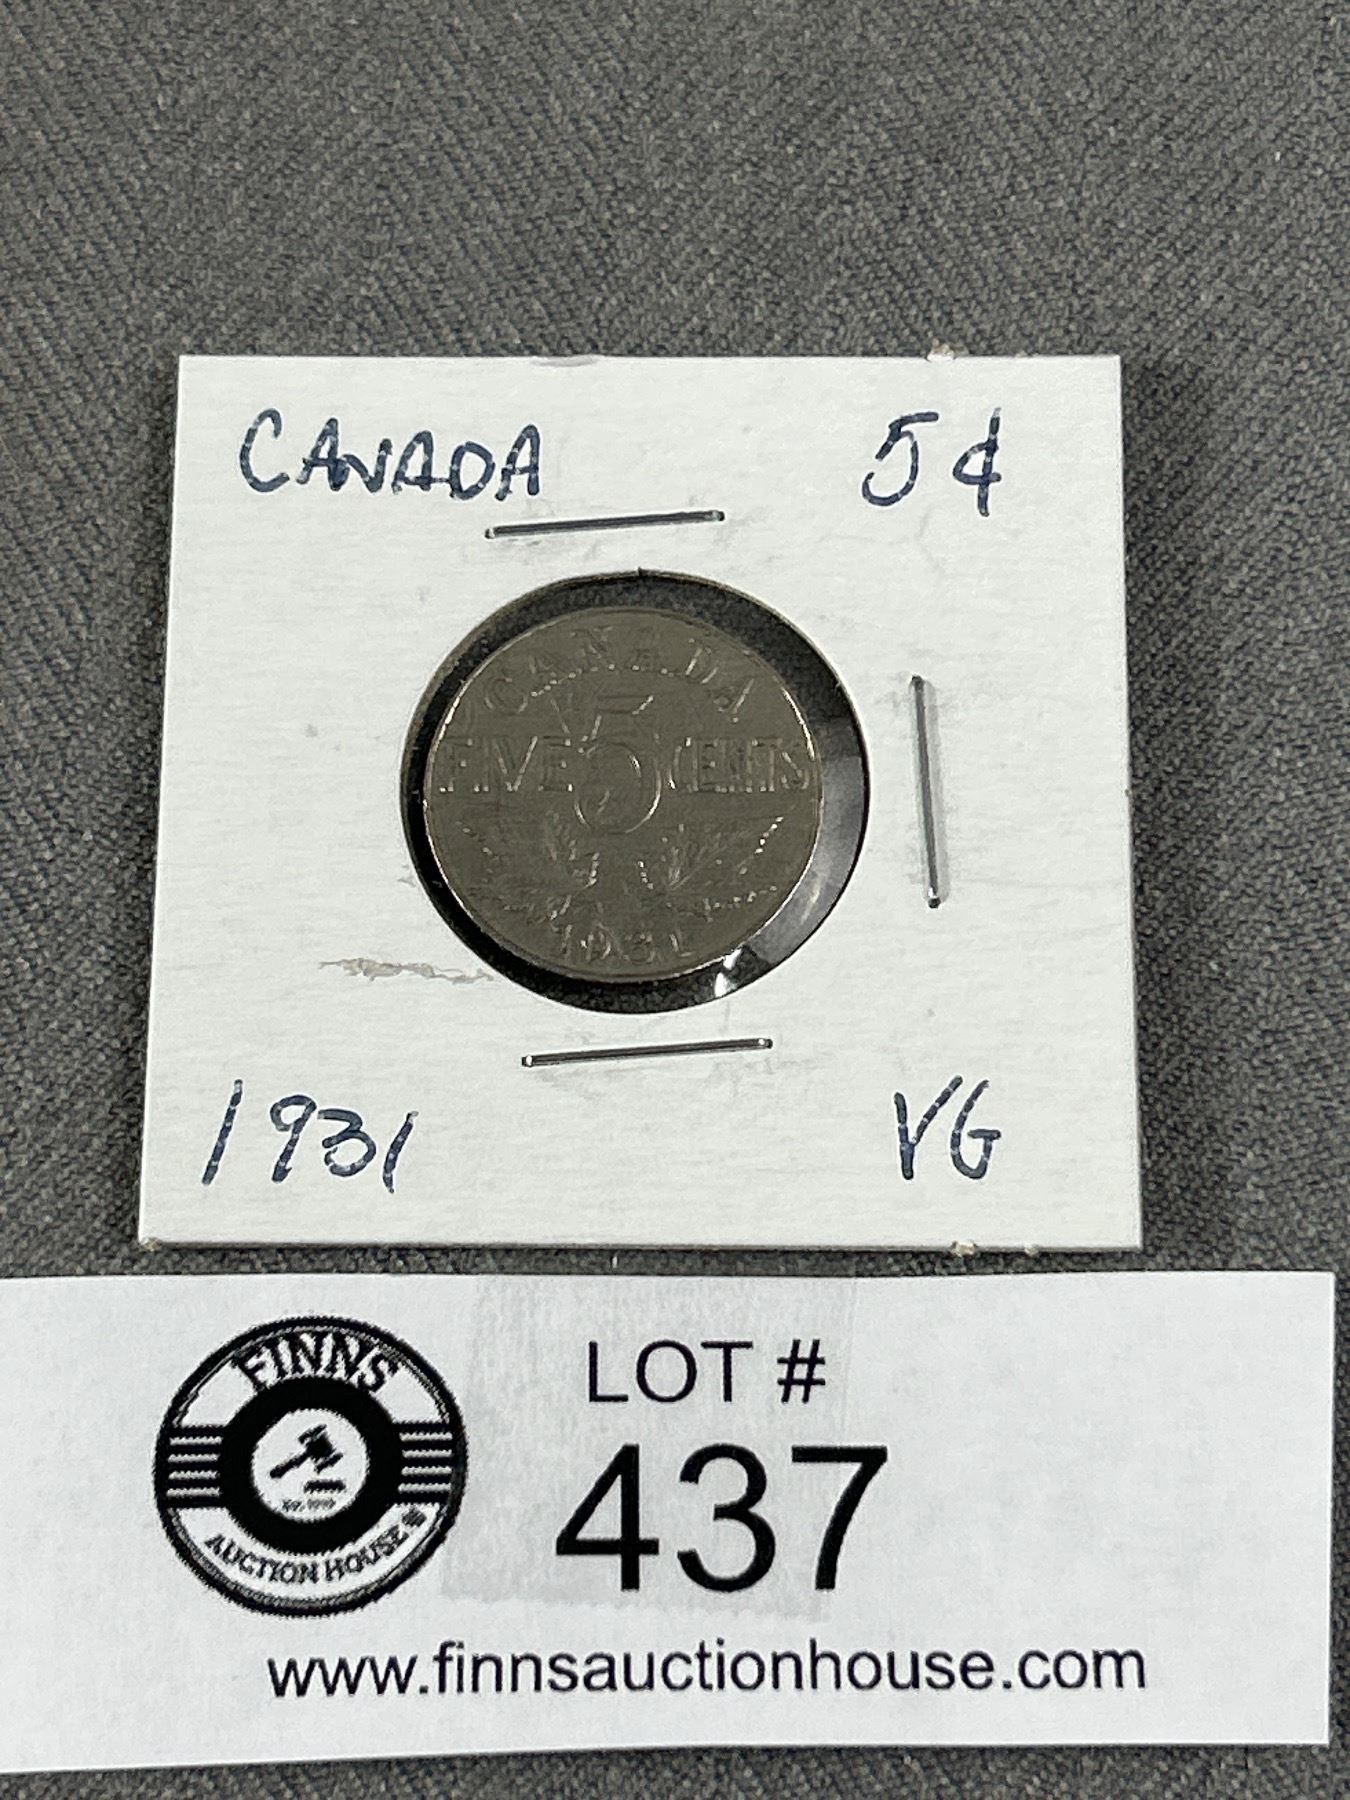 CANADA 5¢
CANADA
FIVE 5 CENTS
1931
1931 VG
FINNS
AUCTION HOUSE
LOT #
437
www.finnsauctionhouse.com